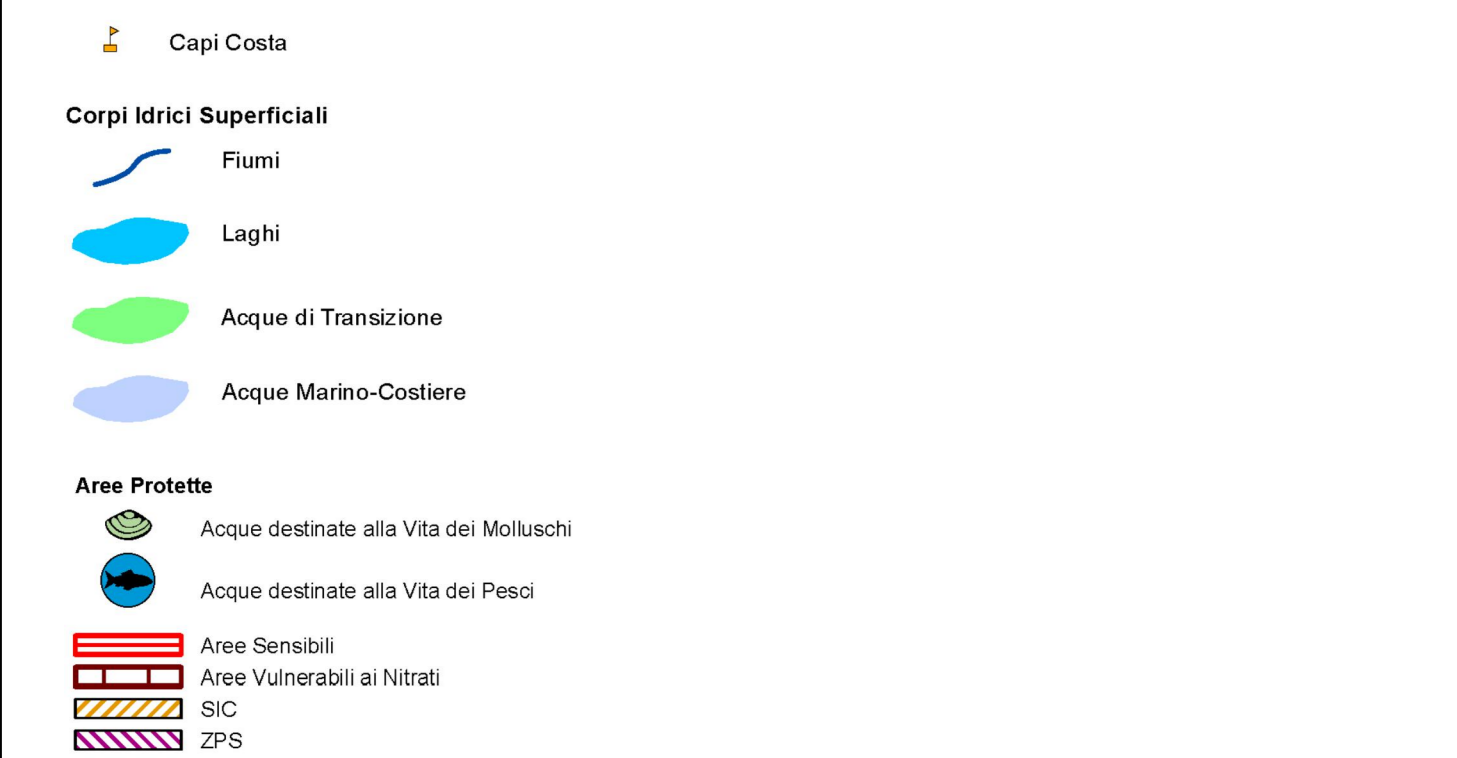 Capi Costa
Corpi Idrici Superficiali
Fiumi
Laghi
Acque di Transizione
Acque Marino-Costiere
Aree Protette
Acque destinate alla Vita dei Molluschi
Acque destinate alla Vita dei Pesci
Aree Sensibili
Aree Vulnerabili ai Nitrati
SIC
ZPS